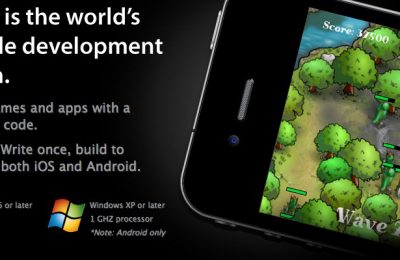 is the world's
le development
n.
mes and apps with a
code.
Write once, build to
both iOS and Android.
or later
Windows XP or later
1 GHZ processor
*Note: Android only
Score: 37500
Wave